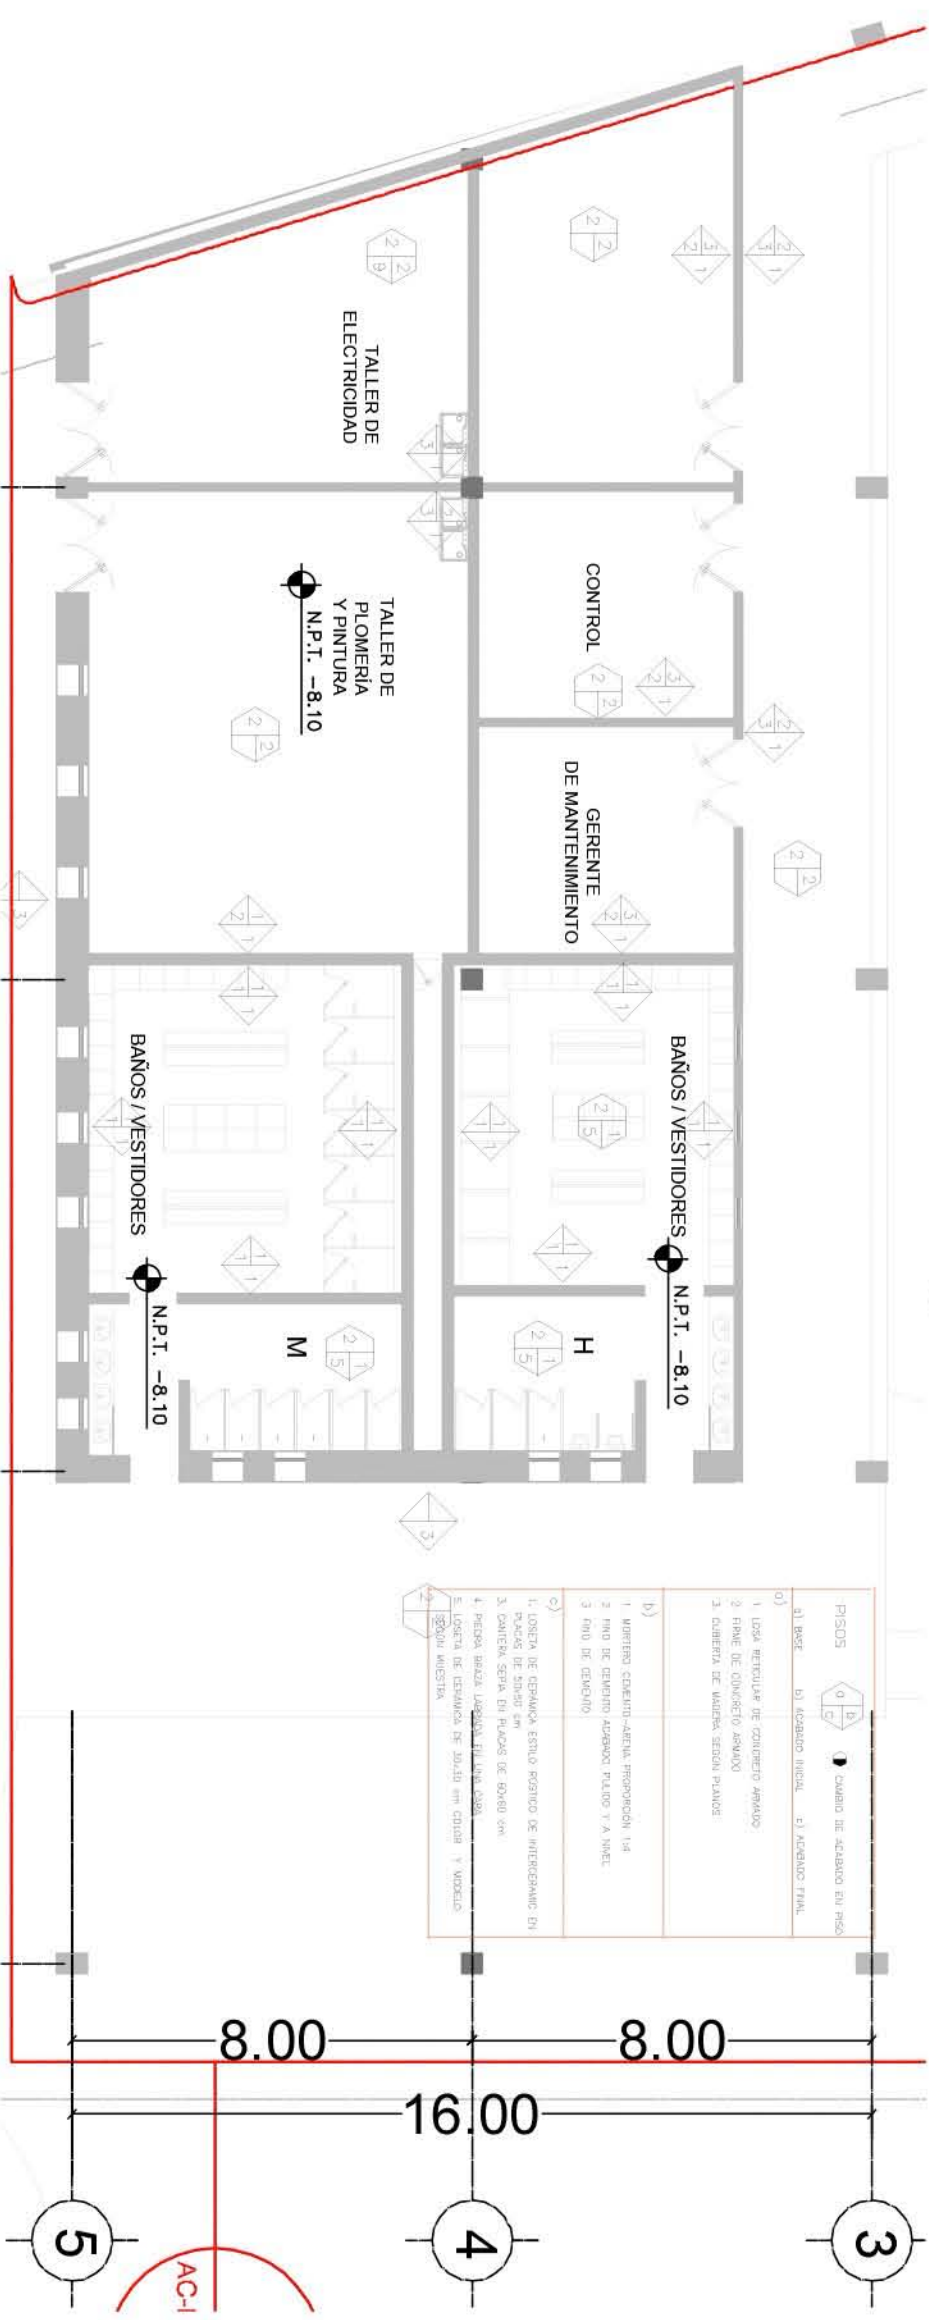 TALLER DE
ELECTRICIDAD
TALLER DE
PLOMERÍA
Y PINTURA
N.P.T. -8.10
CONTROL
GERENTE
DE MANTENIMIENTO
BAÑOS / VESTIDORES
N.P.T. -8.10
BAÑOS / VESTIDORES
N.P.T. -8.10
H
M
PISOS
a
b
c
CAMBIO DE ACABADO EN PISO
a) BASE b) ACABADO INICIAL c) ACABADO FINAL
a)
1 LOSA RETICULAR DE CONCRETO ARMADO
2 FIRME DE CONCRETO ARMADO
3. CUBIERTA DE MADERA SEGÚN PLANOS
b)
1 MORTERO CEMENTO-ARENA PROPORCIÓN 1:4
2 FINO DE CEMENTO ACABADO PULIDO Y A NIVEL
3 FINO DE CEMENTO
c)
1. LOSETA DE CERÁMICA ESTILO RÚSTICO DE INTERCERAMIC EN
PLACAS DE 50x50 cm
3. CANTERA SEPIA EN PLACAS DE 60x60 cm
4 PIEDRA BRAZA LABRADA EN UNA CARA
5. LOSETA DE CERÁMICA DE 30x30 cm COLOR Y MODELO
SEGÚN MUESTRA
8.00
8.00
16.00
3
4
5
AC-I